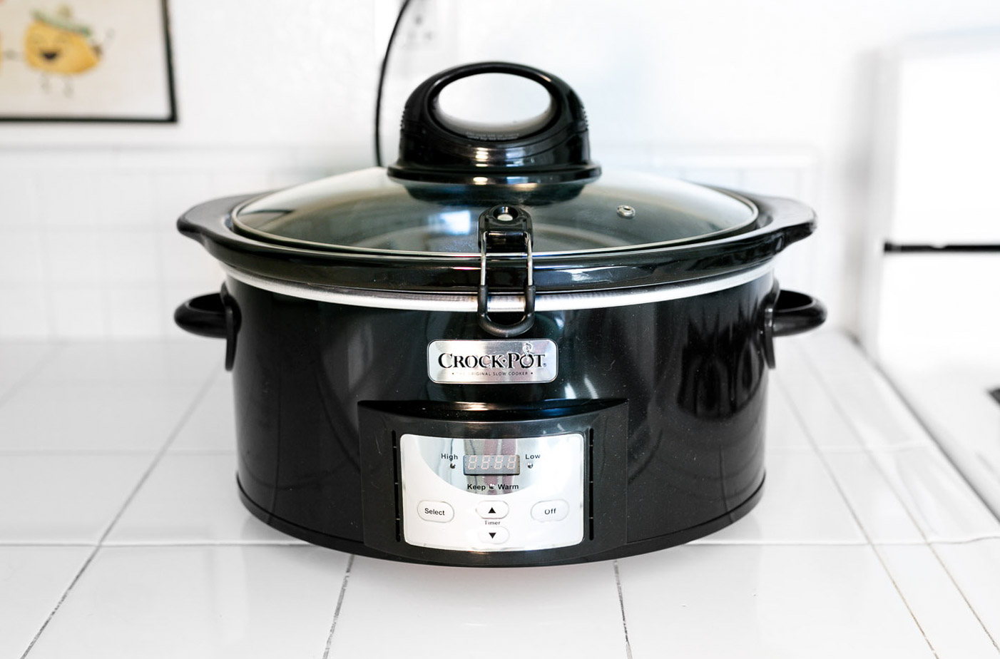 CROCK·POT®
THE ORIGINAL SLOW COOKER
High
Low
Keep Warm
Select
Off
Timer